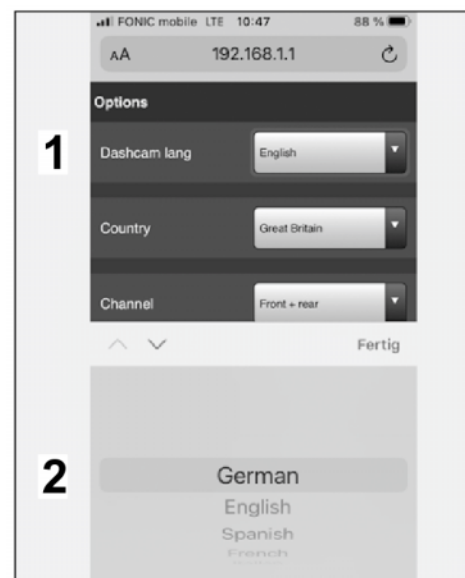 FONIC mobile LTE 10:47 88 %
AA 192.168.1.1
Options
1 Dashcam lang English
Country Great Britain
Channel Front + rear
Fertig
2 German
English
Spanish
French